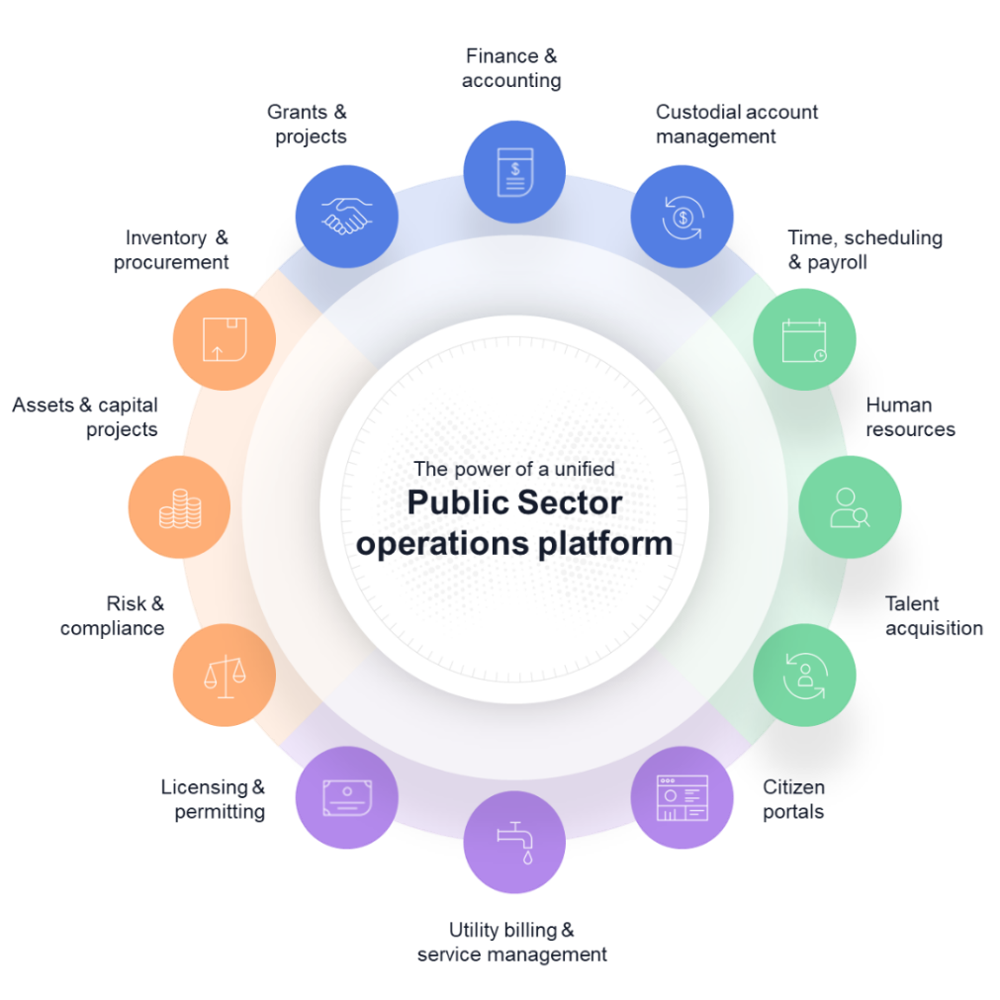 Finance &
accounting
Grants &
projects
Custodial account
management
Inventory &
procurement
Time, scheduling
& payroll
Assets & capital
projects
Human
resources
The power of a unified
Public Sector
operations platform
Risk &
compliance
Talent
acquisition
Licensing &
permitting
Citizen
portals
Utility billing &
service management